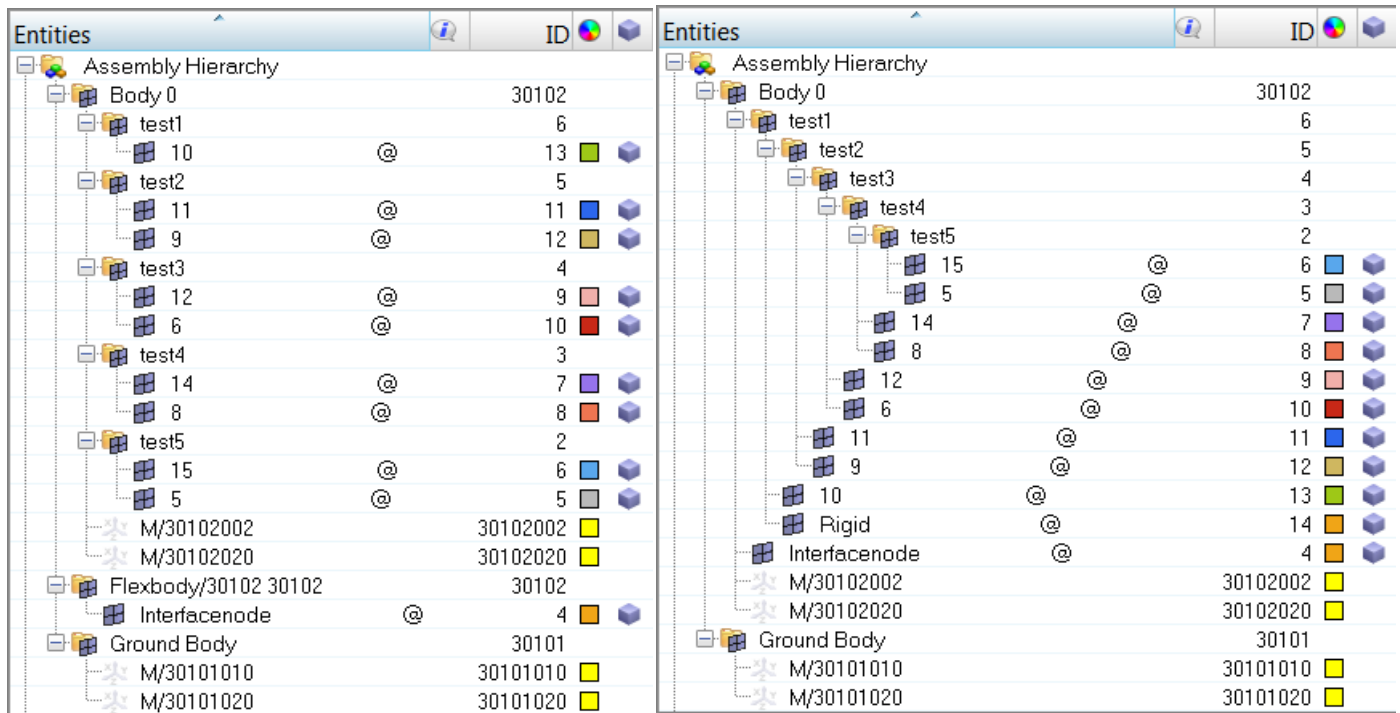 Entities ID
Assembly Hierarchy
Body 0 30102
test1 6
10 @ 13
test2 5
11 @ 11
9 @ 12
test3 4
12 @ 9
6 @ 10
test4 3
14 @ 7
8 @ 8
test5 2
15 @ 6
5 @ 5
M/30102002 30102002
M/30102020 30102020
Flexbody/30102 30102 30102
Interfacenode @ 4
Ground Body 30101
M/30101010 30101010
M/30101020 30101020
Entities ID
Assembly Hierarchy
Body 0 30102
test1 6
test2 5
test3 4
test4 3
test5 2
15 @ 6
5 @ 5
14 @ 7
8 @ 8
12 @ 9
6 @ 10
11 @ 11
9 @ 12
10 @ 13
Rigid @ 14
Interfacenode @ 4
M/30102002 30102002
M/30102020 30102020
Ground Body 30101
M/30101010 30101010
M/30101020 30101020